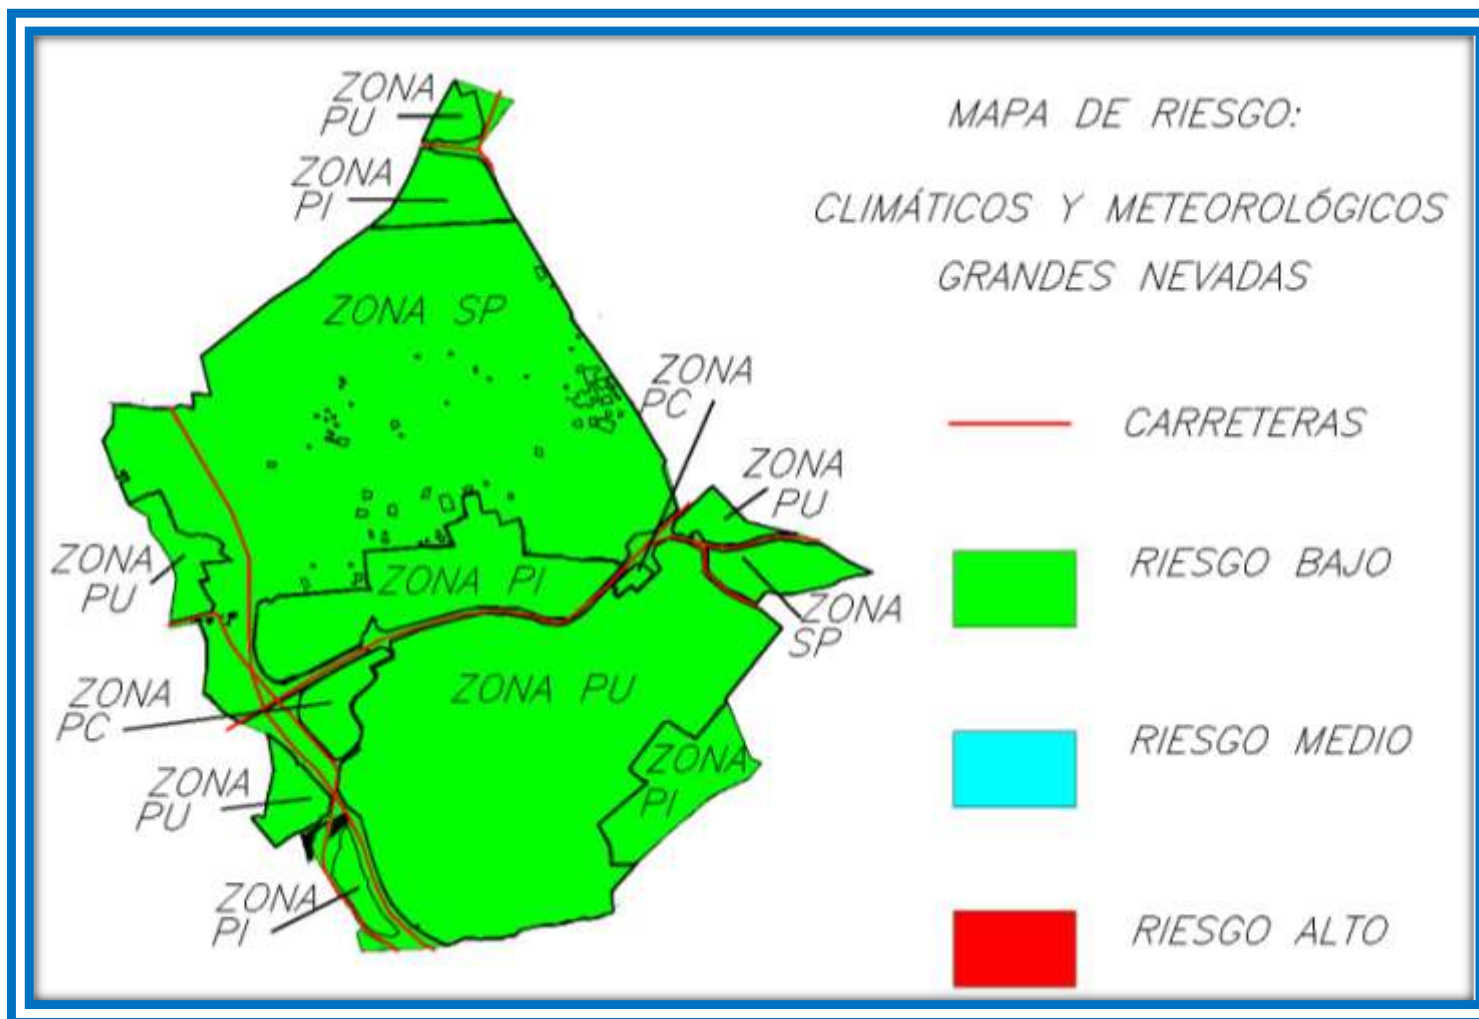 ZONA
PU
ZONA
PI
ZONA SP
ZONA
PC
ZONA
PU
ZONA
PU
ZONA PI
ZONA
SP
ZONA PU
ZONA
PC
ZONA
PI
ZONA
PU
ZONA
PI
MAPA DE RIESGO:
CLIMÁTICOS Y METEOROLÓGICOS
GRANDES NEVADAS
CARRETERAS
RIESGO BAJO
RIESGO MEDIO
RIESGO ALTO